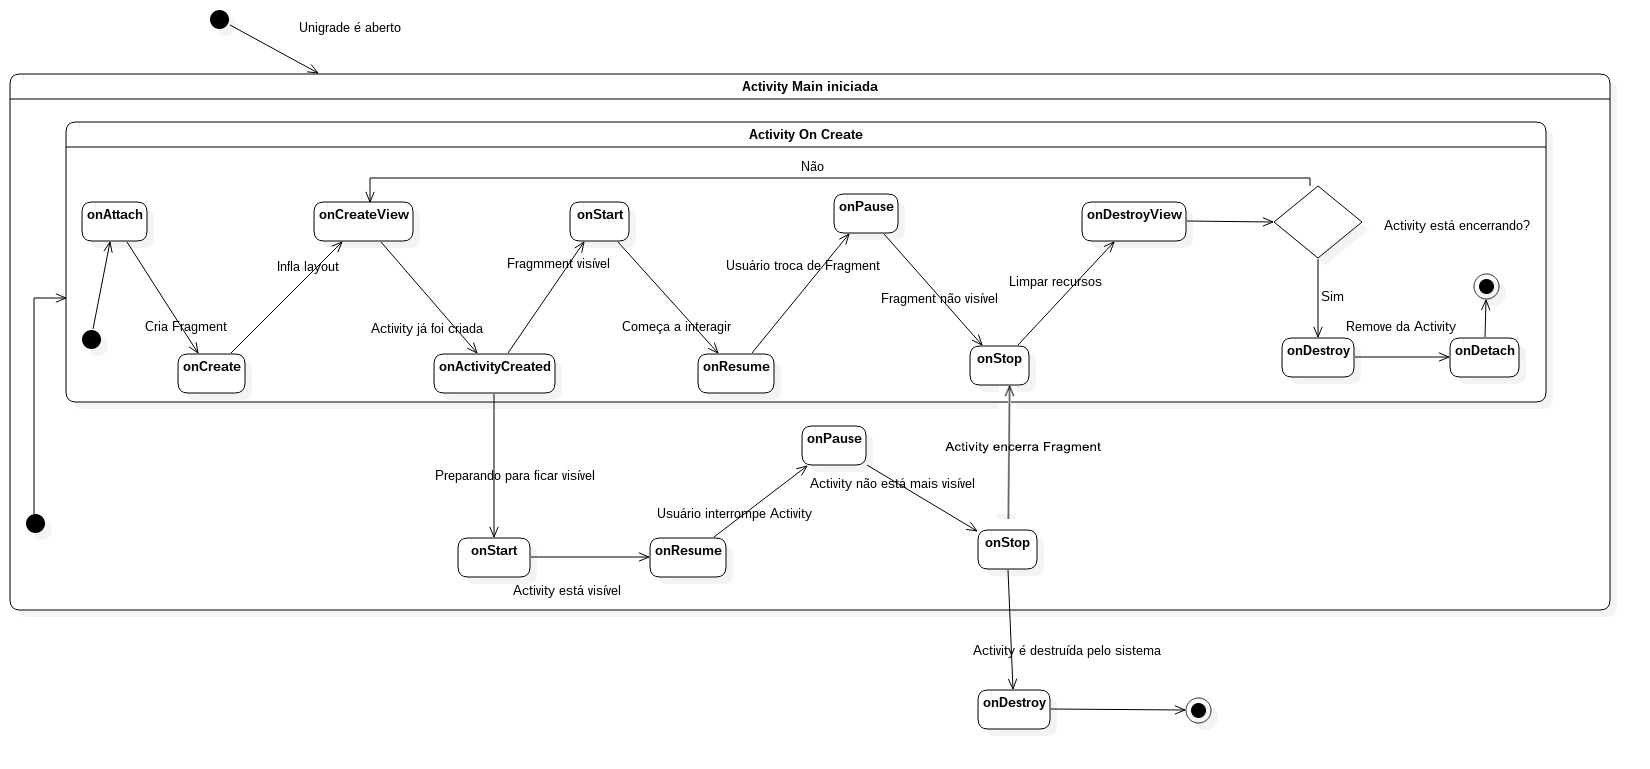 Unigrade é aberto
Activity Main iniciada
Activity On Create
Não
onAttach
onCreateView
onStart
onPause
onDestroyView
Activity está encerrando?
Infla layout
Fragmment visível
Usuário troca de Fragment
Limpar recursos
Fragment não visível
Sim
Cria Fragment
Activity já foi criada
Começa a interagir
Remove da Activity
onCreate
onActivityCreated
onResume
onStop
onDestroy
onDetach
onPause
Activity encerra Fragment
Preparando para ficar visível
Activity não está mais visível
Usuário interrompe Activity
onStart
onResume
onStop
Activity está visível
Activity é destruída pelo sistema
onDestroy